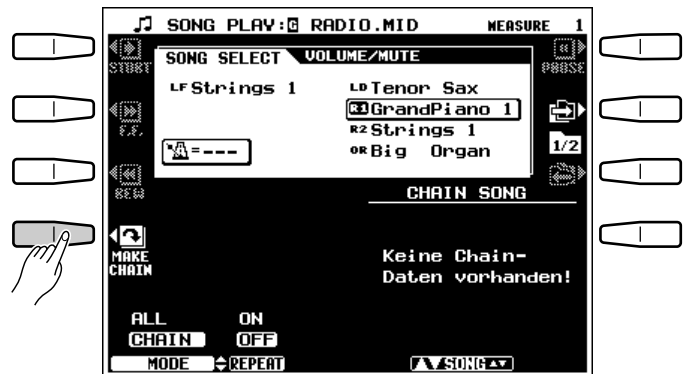 SONG PLAY:G RADIO.MID MEASURE 1
START SONG SELECT VOLUME/MUTE PAUSE
LF Strings 1 LD Tenor Sax
R1 GrandPiano 1
F.F. R2 Strings 1
=--- OR Big Organ 1/2
REW
CHAIN SONG
MAKE
CHAIN
Keine Chain-
Daten vorhanden!
ALL ON
CHAIN OFF
MODE REPEAT SONG